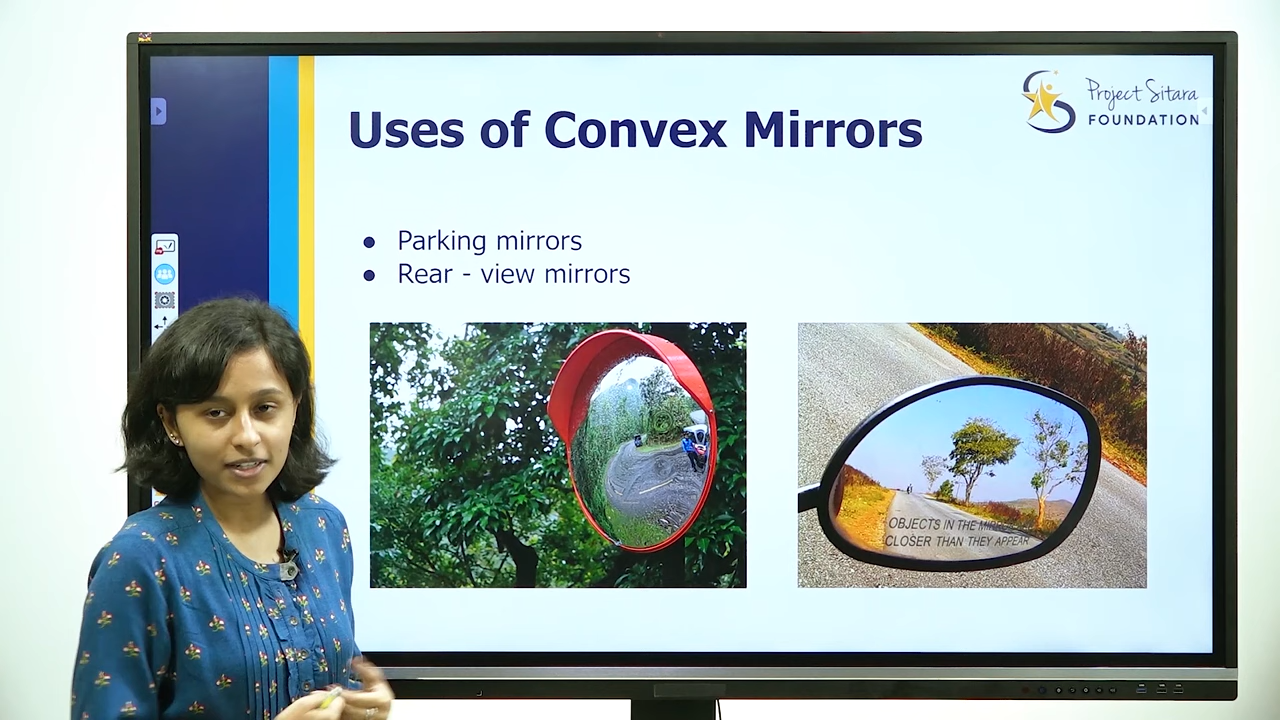 Project Sitara
FOUNDATION
Uses of Convex Mirrors
● Parking mirrors
● Rear - view mirrors
OBJECTS IN THE MIRROR
CLOSER THAN THEY APPEAR